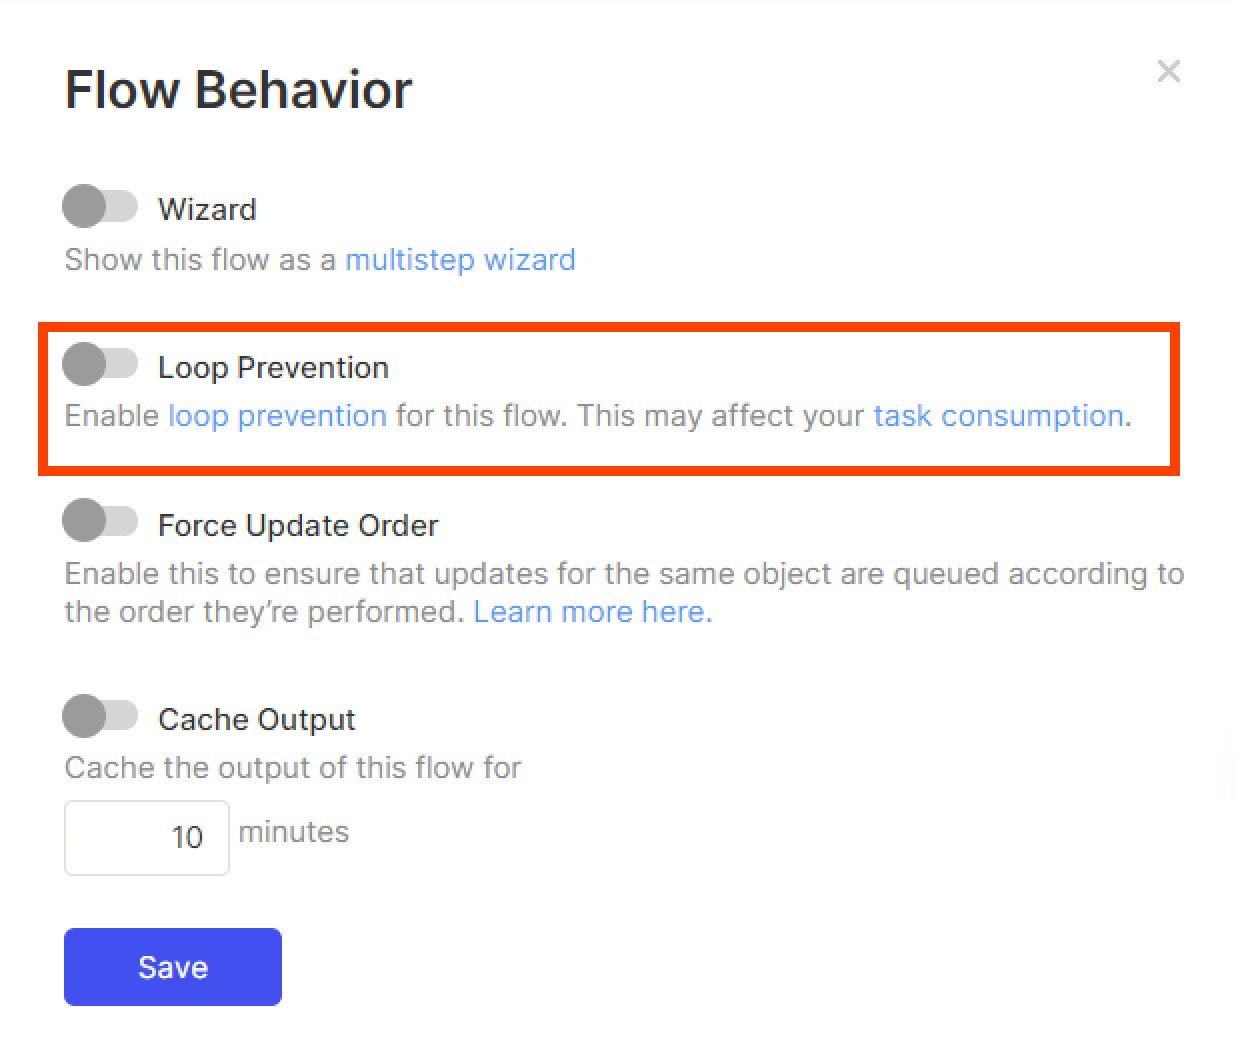 Flow Behavior
Wizard
Show this flow as a multistep wizard
Loop Prevention
Enable loop prevention for this flow. This may affect your task consumption.
Force Update Order
Enable this to ensure that updates for the same object are queued according to
the order they’re performed. Learn more here.
Cache Output
Cache the output of this flow for
10 minutes
Save